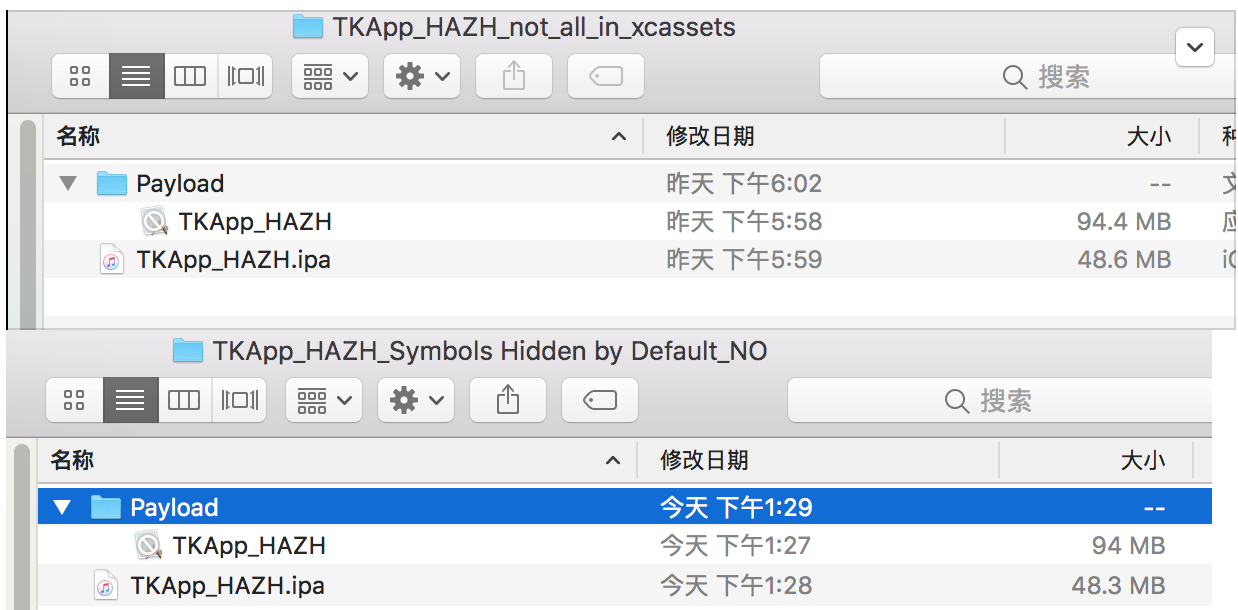 TKApp_HAZH_not_all_in_xcassets
搜索
名称 修改日期 大小
Payload 昨天 下午6:02 --
TKApp_HAZH 昨天 下午5:58 94.4 MB
TKApp_HAZH.ipa 昨天 下午5:59 48.6 MB
TKApp_HAZH_Symbols Hidden by Default_NO
搜索
名称 修改日期 大小
Payload 今天 下午1:29 --
TKApp_HAZH 今天 下午1:27 94 MB
TKApp_HAZH.ipa 今天 下午1:28 48.3 MB